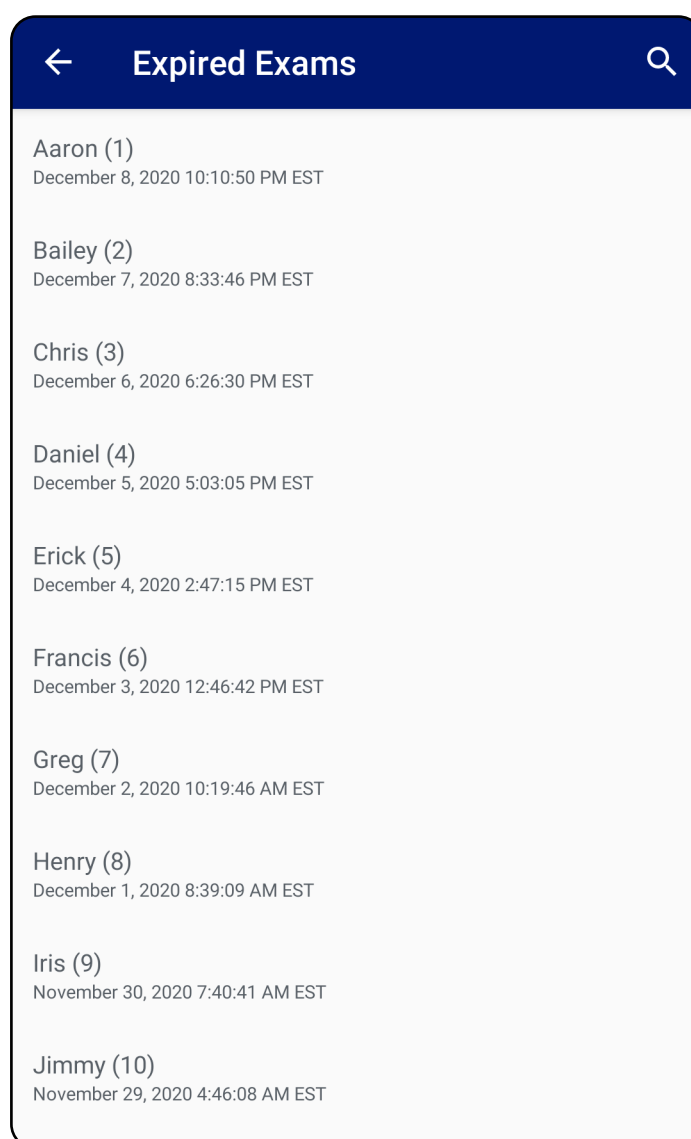 Expired Exams
Aaron (1)
December 8, 2020 10:10:50 PM EST
Bailey (2)
December 7, 2020 8:33:46 PM EST
Chris (3)
December 6, 2020 6:26:30 PM EST
Daniel (4)
December 5, 2020 5:03:05 PM EST
Erick (5)
December 4, 2020 2:47:15 PM EST
Francis (6)
December 3, 2020 12:46:42 PM EST
Greg (7)
December 2, 2020 10:19:46 AM EST
Henry (8)
December 1, 2020 8:39:09 AM EST
Iris (9)
November 30, 2020 7:40:41 AM EST
Jimmy (10)
November 29, 2020 4:46:08 AM EST